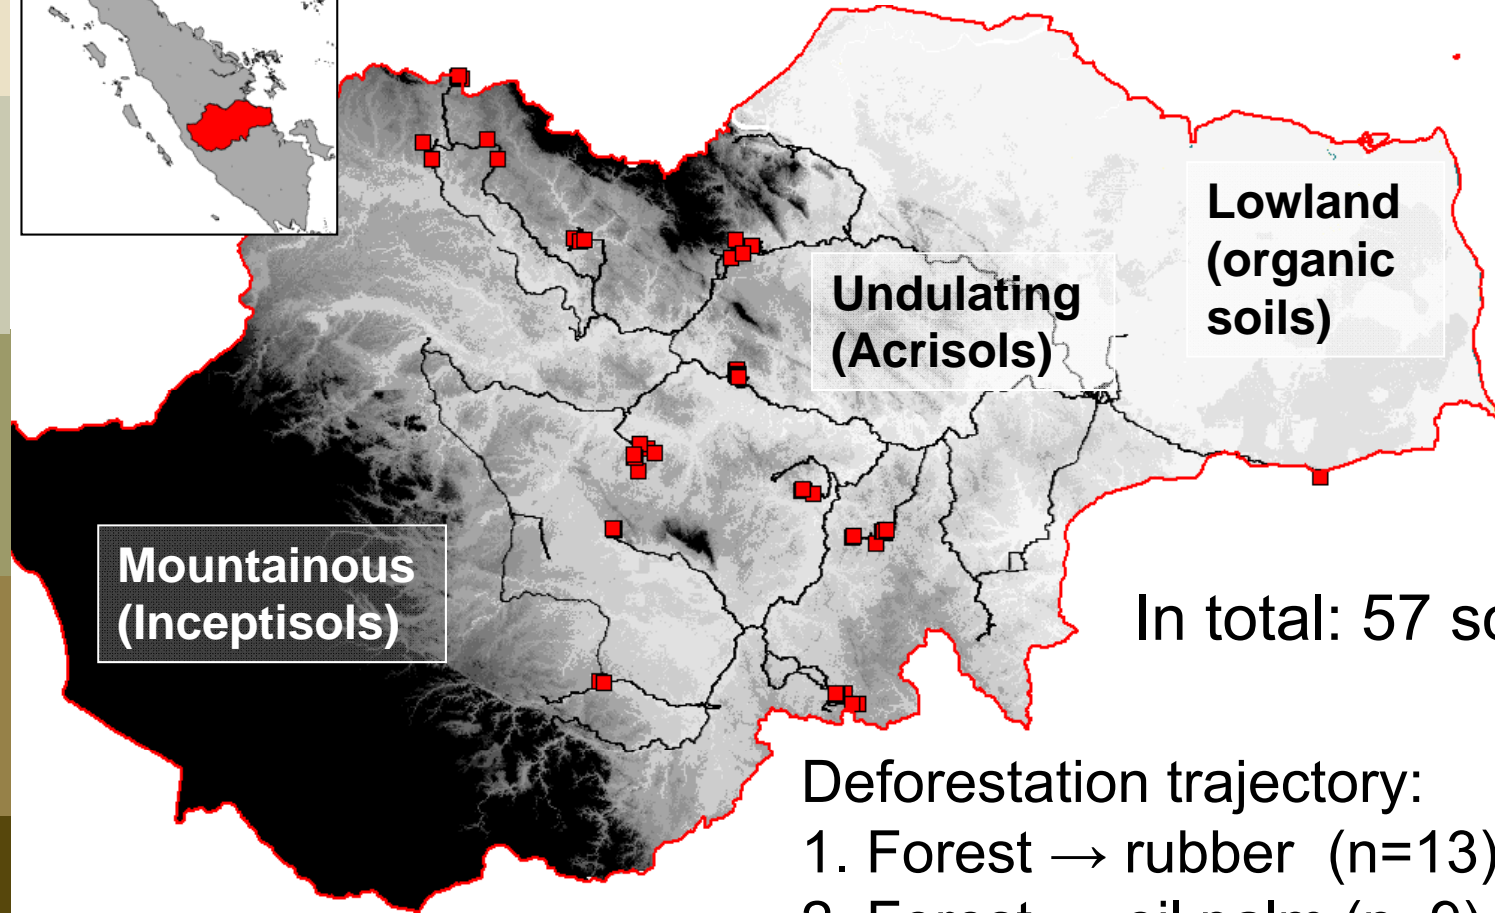 Lowland
(organic
soils)
Undulating
(Acrisols)
Mountainous
(Inceptisols)
In total: 57
Deforestation trajectory:
1. Forest → rubber (n=13)